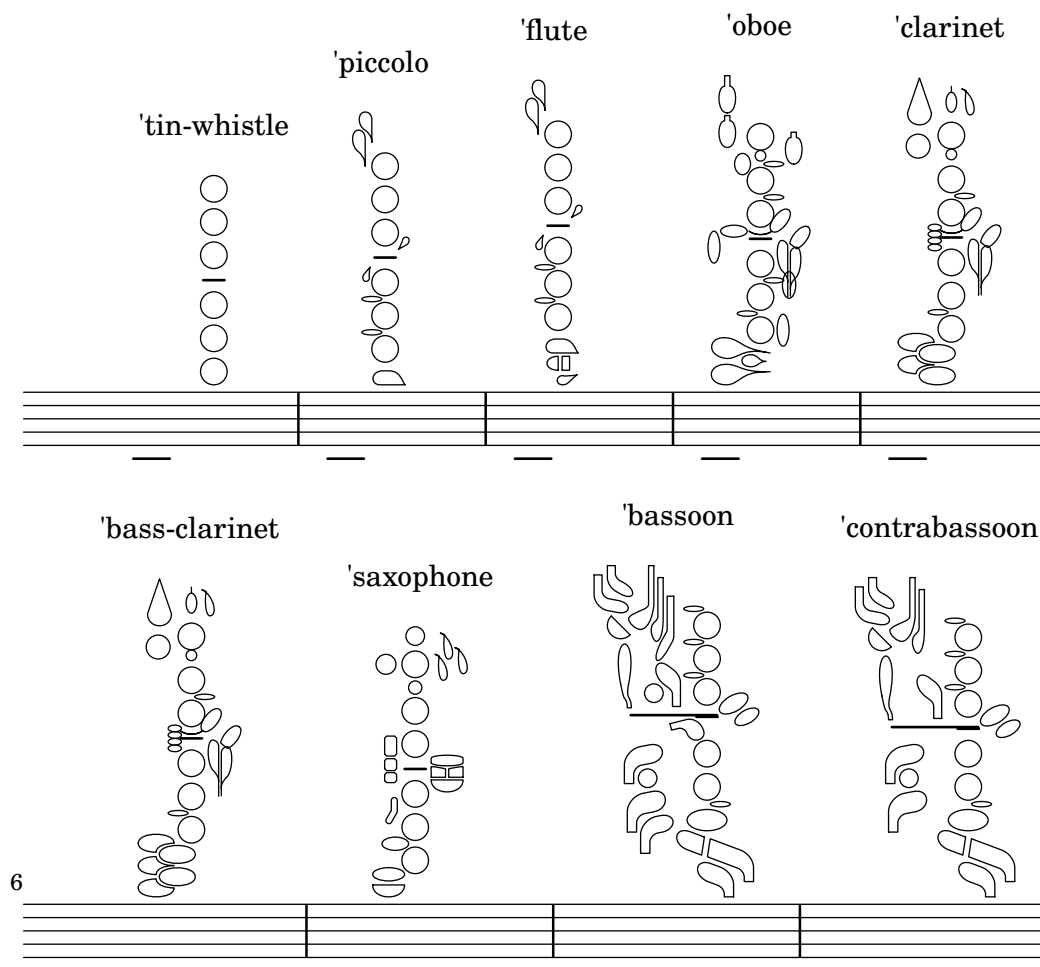 'tin-whistle 'piccolo 'flute 'oboe 'clarinet
'bass-clarinet 'saxophone 'bassoon 'contrabassoon
6